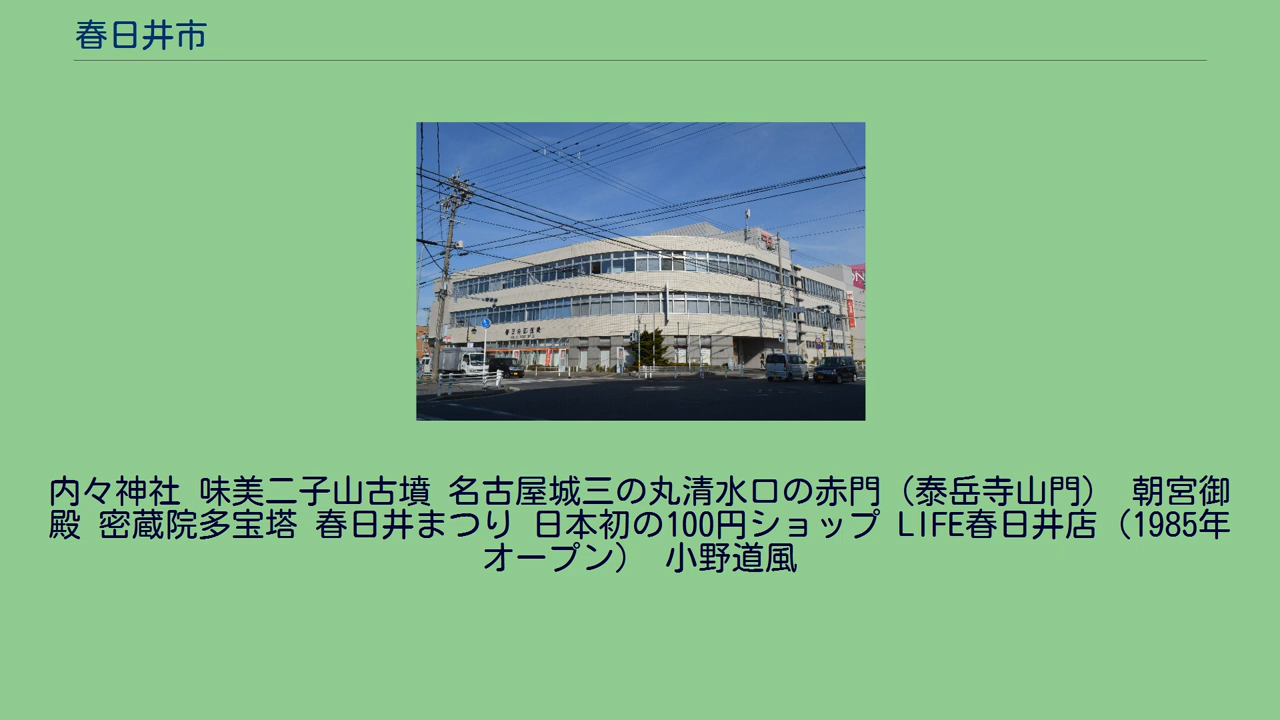 春日井市
内々神社 味美二子山古墳 名古屋城三の丸清水口の赤門（泰岳寺山門） 朝宮御
殿 密蔵院多宝塔 春日井まつり 日本初の100円ショップ LIFE春日井店（1985年
オープン） 小野道風